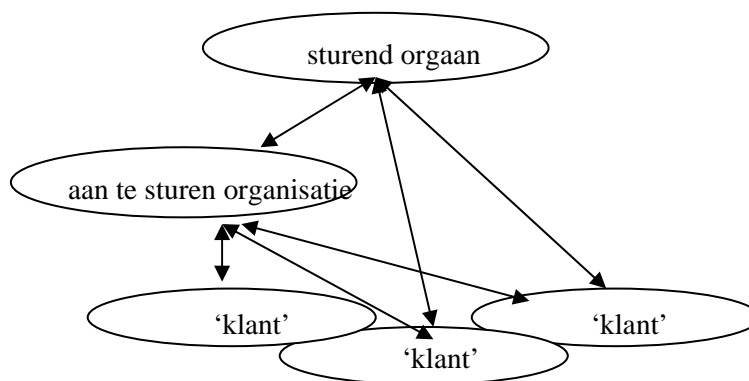 sturend orgaan
aan te sturen organisatie
‘klant’
‘klant’
‘klant’